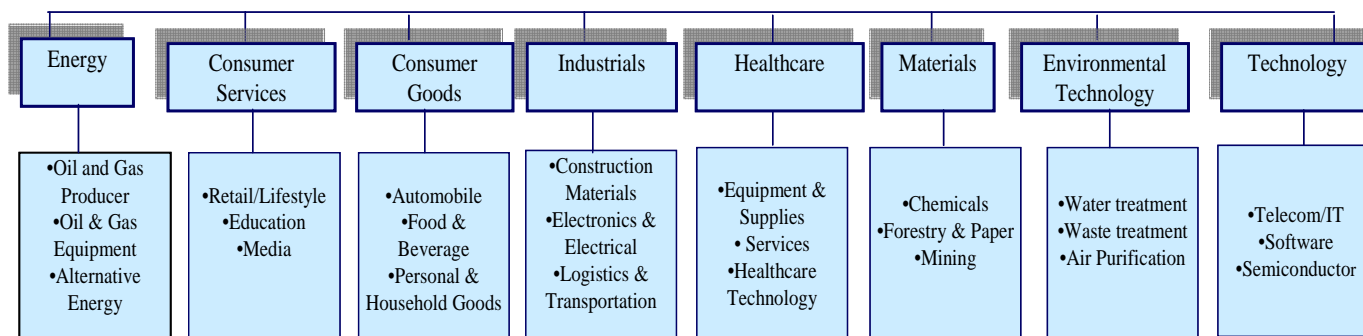 Energy
Consumer
Services
Consumer
Goods
Industrials
Healthcare
Materials
Environmental
Technology
Technology
•Oil and Gas
Producer
•Oil & Gas
Equipment
•Alternative
Energy
•Retail/Lifestyle
•Education
•Media
•Automobile
•Food &
Beverage
•Personal &
Household Goods
•Construction
Materials
•Electronics &
Electrical
•Logistics &
Transportation
•Equipment &
Supplies
• Services
•Healthcare
Technology
•Chemicals
•Forestry & Paper
•Mining
•Water treatment
•Waste treatment
•Air Purification
•Telecom/IT
•Software
•Semiconductor